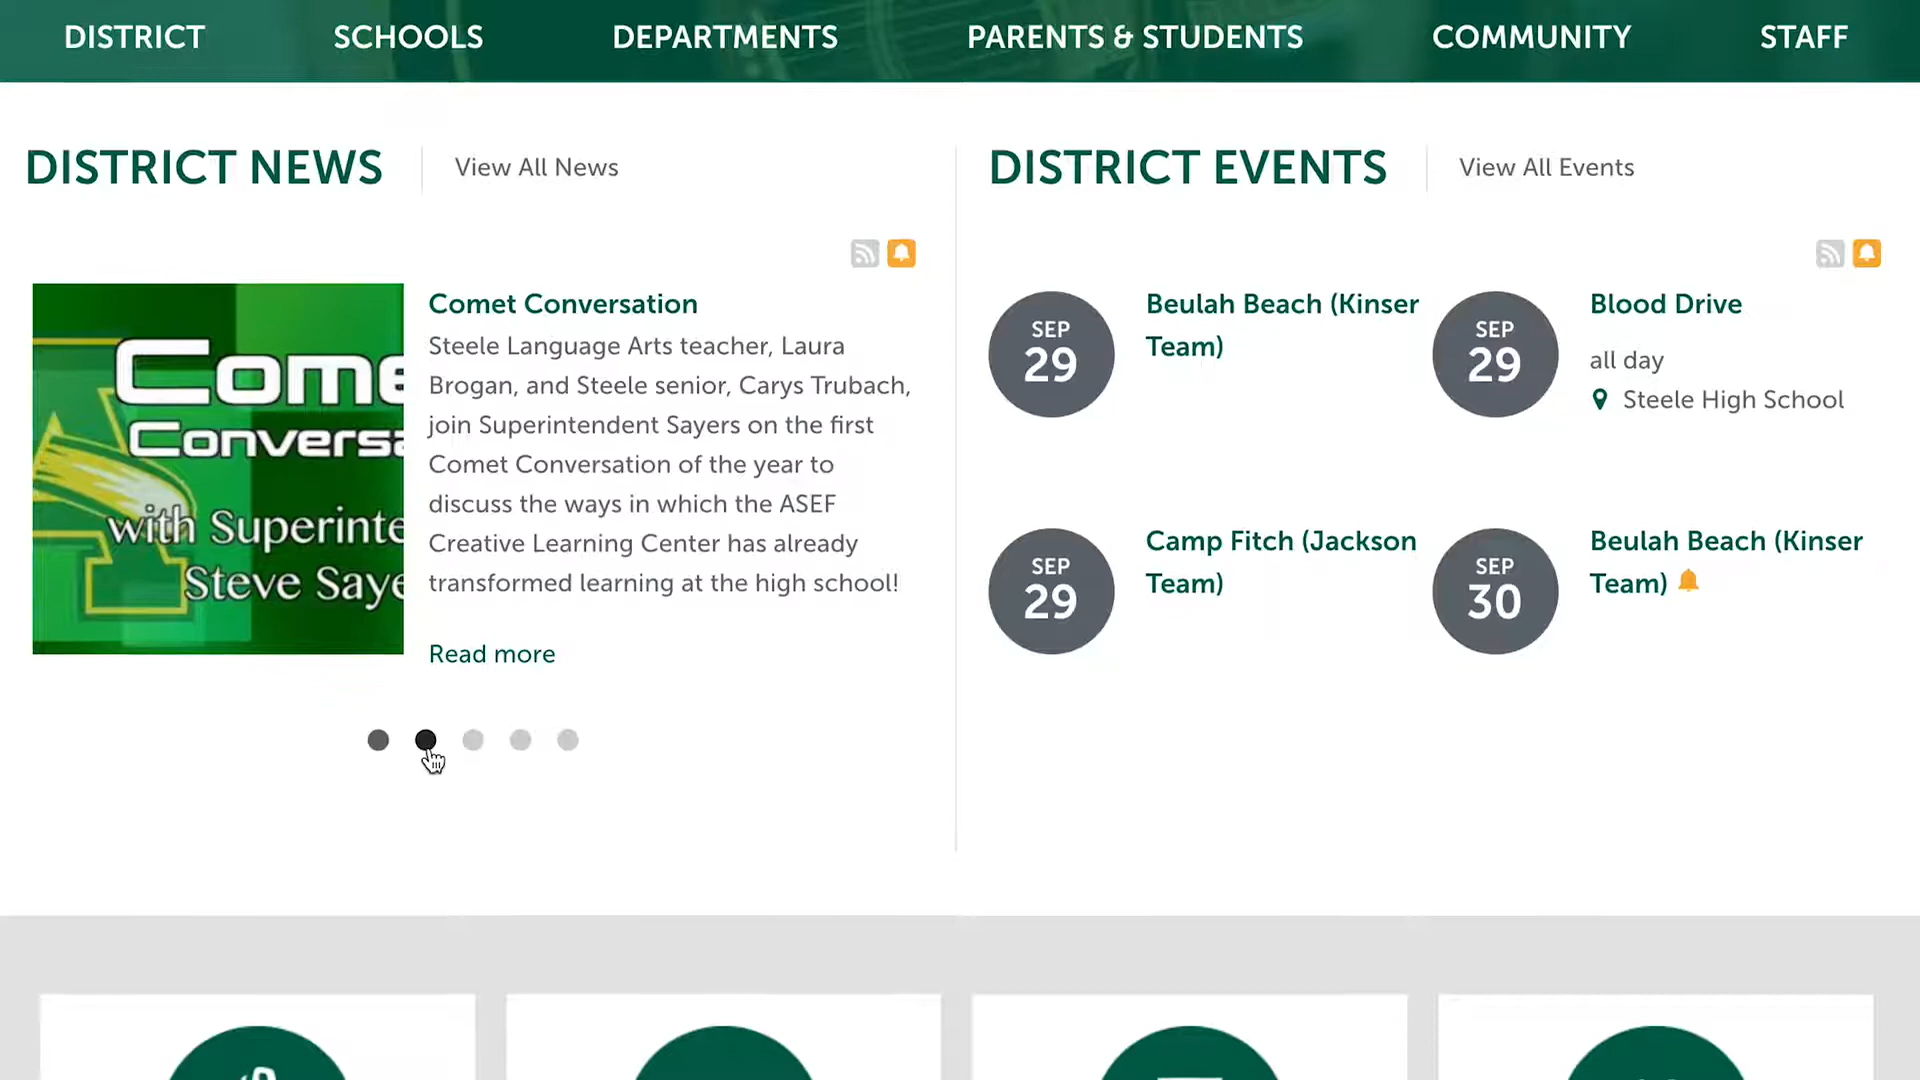 DISTRICT SCHOOLS DEPARTMENTS PARENTS & STUDENTS COMMUNITY STAFF
DISTRICT NEWS
View All News
Come
Conversa
with Superinte
Steve Saye
Comet Conversation
Steele Language Arts teacher, Laura
Brogan, and Steele senior, Carys Trubach,
join Superintendent Sayers on the first
Comet Conversation of the year to
discuss the ways in which the ASEF
Creative Learning Center has already
transformed learning at the high school!
Read more
DISTRICT EVENTS
View All Events
SEP
29
Beulah Beach (Kinser
Team)
SEP
29
Blood Drive
all day
Steele High School
SEP
29
Camp Fitch (Jackson
Team)
SEP
30
Beulah Beach (Kinser
Team)